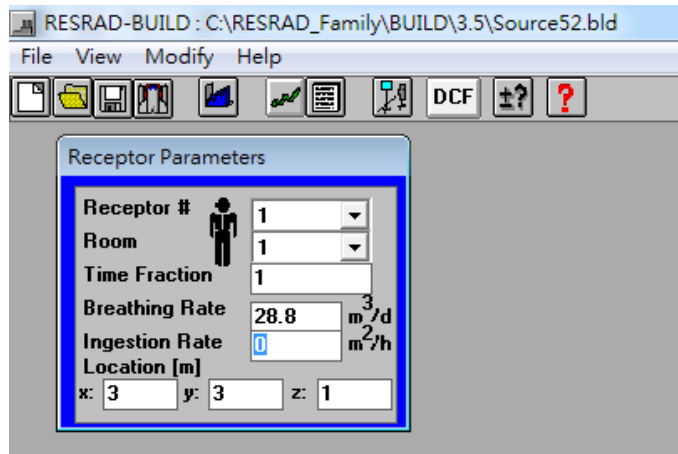 RESRAD-BUILD : C:\RESRAD_Family\BUILD\3.5\Source52.bld
File View Modify Help
DCF ±? ?
Receptor Parameters
Receptor # 1
Room 1
Time Fraction 1
Breathing Rate 28.8 m3/d
Ingestion Rate 0 m2/h
Location [m]
x: 3 y: 3 z: 1